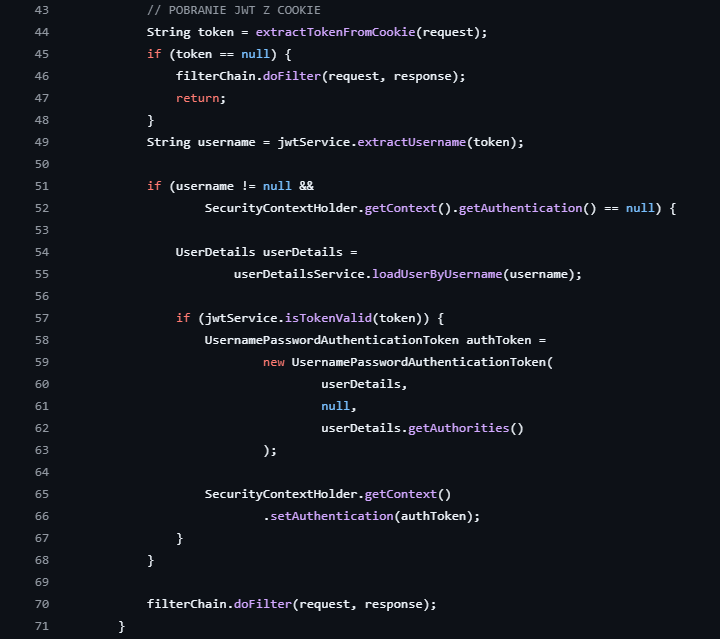 43 // POBRANIE JWT Z COOKIE
44 String token = extractTokenFromCookie(request);
45 if (token == null) {
46 filterChain.doFilter(request, response);
47 return;
48 }
49 String username = jwtService.extractUsername(token);
50
51 if (username != null &&
52 SecurityContextHolder.getContext().getAuthentication() == null) {
53
54 UserDetails userDetails =
55 userDetailsService.loadUserByUsername(username);
56
57 if (jwtService.isTokenValid(token)) {
58 UsernamePasswordAuthenticationToken authToken =
59 new UsernamePasswordAuthenticationToken(
60 userDetails,
61 null,
62 userDetails.getAuthorities()
63 );
64
65 SecurityContextHolder.getContext()
66 .setAuthentication(authToken);
67 }
68 }
69
70 filterChain.doFilter(request, response);
71 }